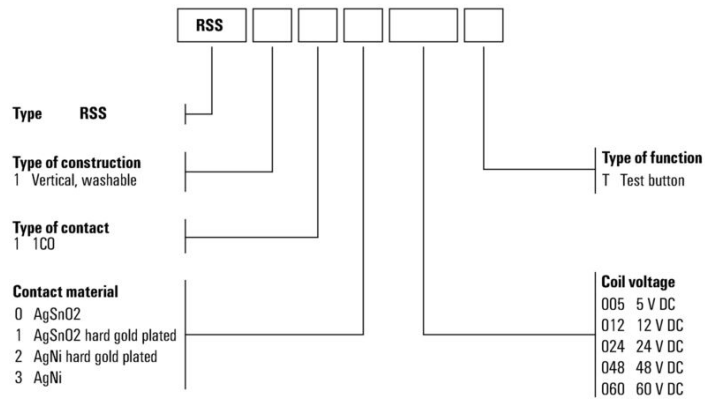 RSS
Type RSS
Type of construction
1 Vertical, washable
Type of contact
1 1CO
Contact material
0 AgSnO2
1 AgSnO2 hard gold plated
2 AgNi hard gold plated
3 AgNi
Type of function
T Test button
Coil voltage
005 5 V DC
012 12 V DC
024 24 V DC
048 48 V DC
060 60 V DC